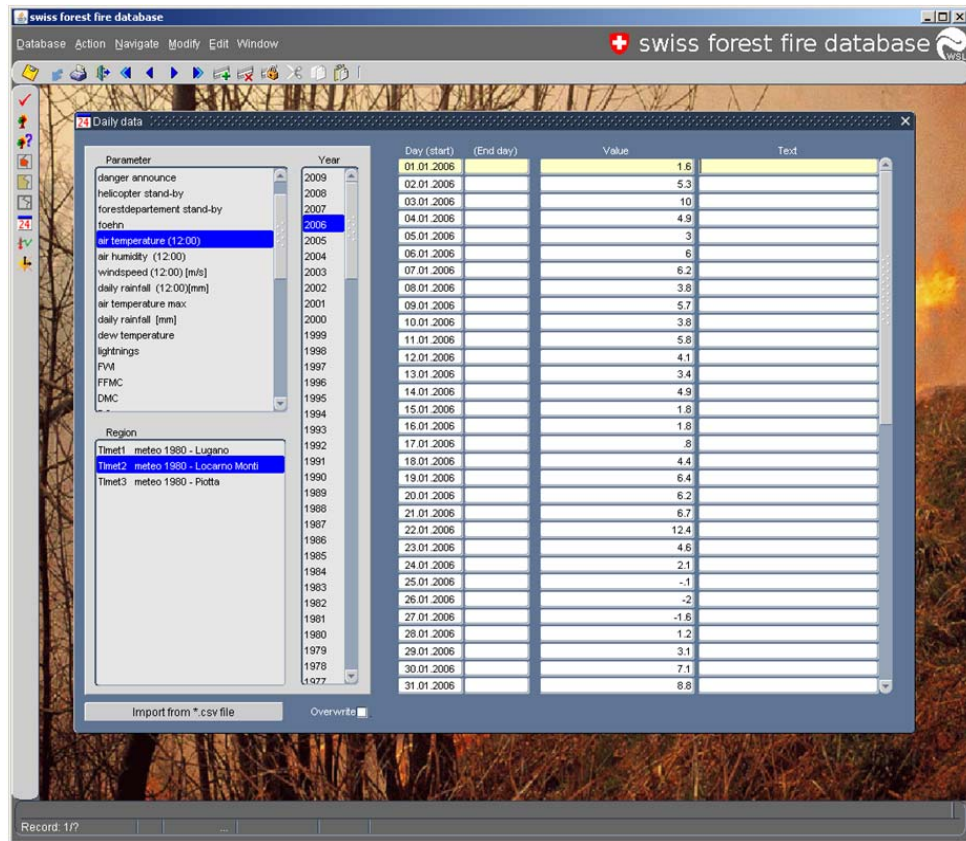 swiss forest fire database
Database Action Navigate Modify Edit Window
swiss forest fire database
WSL
24 Daily data
Parameter
danger announce
helicopter stand-by
forestdepartement stand-by
foehn
air temperature (12:00)
air humidity (12:00)
windspeed (12:00) [m/s]
daily rainfall (12:00)[mm]
air temperature max
daily rainfall [mm]
dew temperature
lightnings
FWI
FFMC
DMC
Region
TImet1 meteo 1980 - Lugano
TImet2 meteo 1980 - Locarno Monti
TImet3 meteo 1980 - Piotta
Import from *.csv file
Year
2009
2008
2007
2006
2005
2004
2003
2002
2001
2000
1999
1998
1997
1996
1995
1994
1993
1992
1991
1990
1989
1988
1987
1986
1985
1984
1983
1982
1981
1980
1979
1978
1977
Overwrite
Day (start) (End day) Value Text
01.01.2006 1.6
02.01.2006 5.3
03.01.2006 10
04.01.2006 4.9
05.01.2006 3
06.01.2006 6
07.01.2006 6.2
08.01.2006 3.8
09.01.2006 5.7
10.01.2006 3.8
11.01.2006 5.8
12.01.2006 4.1
13.01.2006 3.4
14.01.2006 4.9
15.01.2006 1.8
16.01.2006 1.8
17.01.2006 .8
18.01.2006 4.4
19.01.2006 6.4
20.01.2006 6.2
21.01.2006 6.7
22.01.2006 12.4
23.01.2006 4.6
24.01.2006 2.1
25.01.2006 -.1
26.01.2006 -2
27.01.2006 -1.6
28.01.2006 1.2
29.01.2006 3.1
30.01.2006 7.1
31.01.2006 8.8
24
Record: 1/?
...